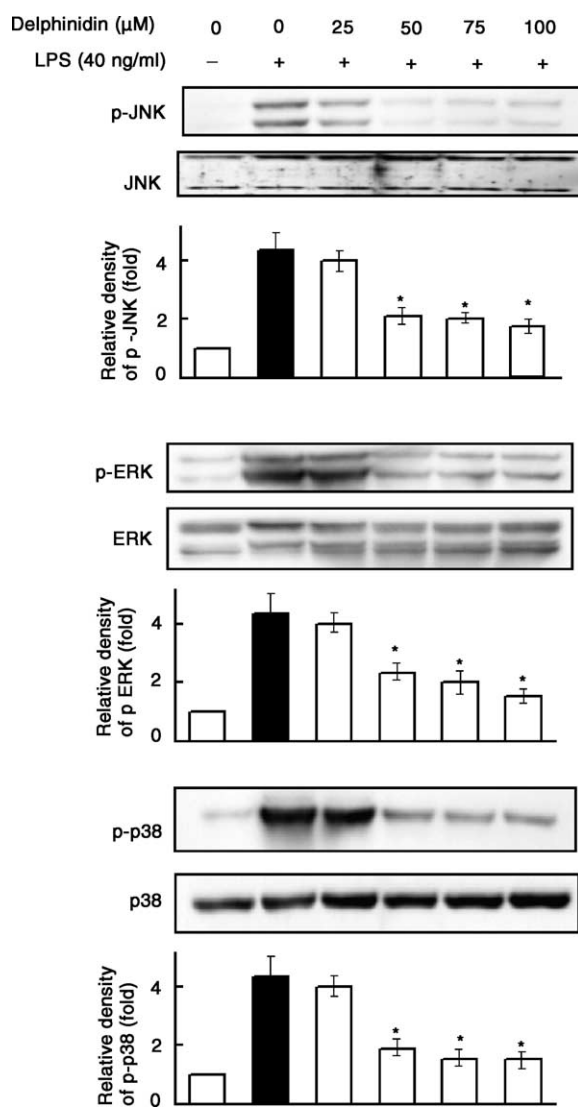 Delphinidin (μM) 0 0 25 50 75 100
LPS (40 ng/ml) – + + + + +
p-JNK
JNK
Relative density
of p -JNK (fold)
4
2
0
* * *
p-ERK
ERK
Relative density
of p ERK (fold)
4
2
0
* * *
p-p38
p38
Relative density
of p-p38 (fold)
4
2
0
* * *